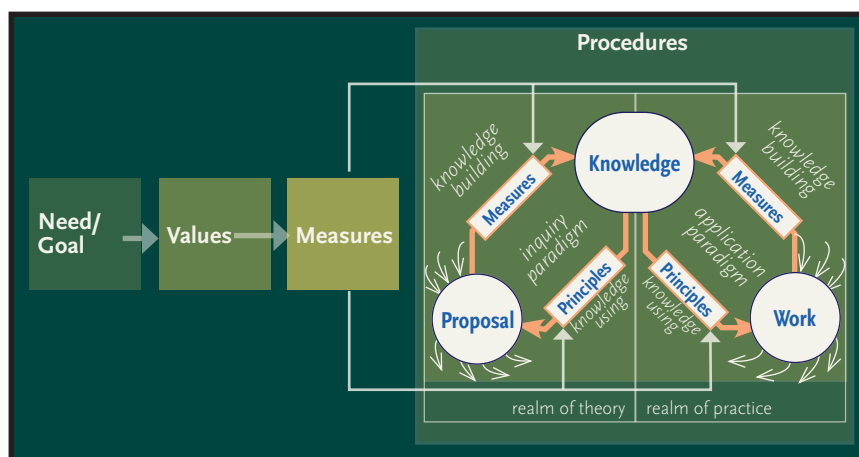 Procedures
Need/
Goal
Values
Measures
knowledge
building
Measures
Knowledge
knowledge
building
Measures
inquiry
paradigm
application
paradigm
Principles
knowledge
using
Principles
knowledge
using
Proposal
Work
realm of theory
realm of practice